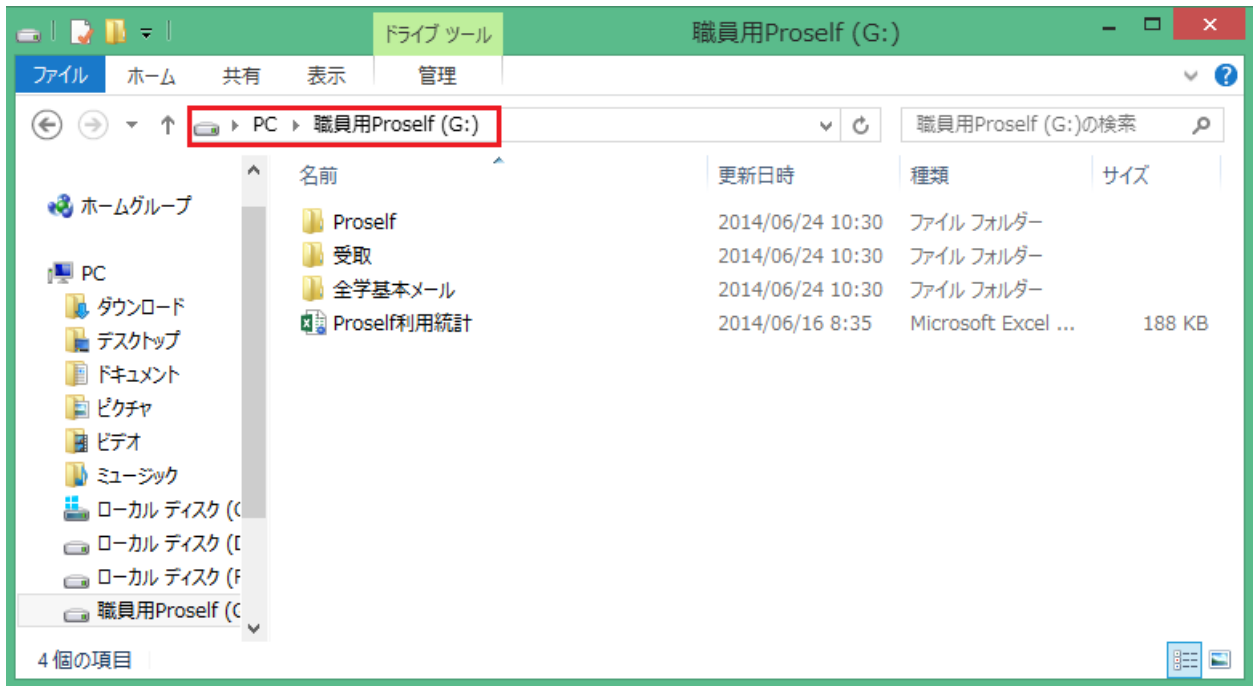 ドライブ ツール
職員用Proself (G:)
ファイル ホーム 共有 表示 管理
PC 職員用Proself (G:)
職員用Proself (G:)の検索
名前 更新日時 種類 サイズ
ホームグループ
PC
ダウンロード
デスクトップ
ドキュメント
ピクチャ
ビデオ
ミュージック
ローカル ディスク (C
ローカル ディスク (D
ローカル ディスク (F
職員用Proself (G
Proself 2014/06/24 10:30 ファイル フォルダー
受取 2014/06/24 10:30 ファイル フォルダー
全学基本メール 2014/06/24 10:30 ファイル フォルダー
Proself利用統計 2014/06/16 8:35 Microsoft Excel ... 188 KB
4 個の項目